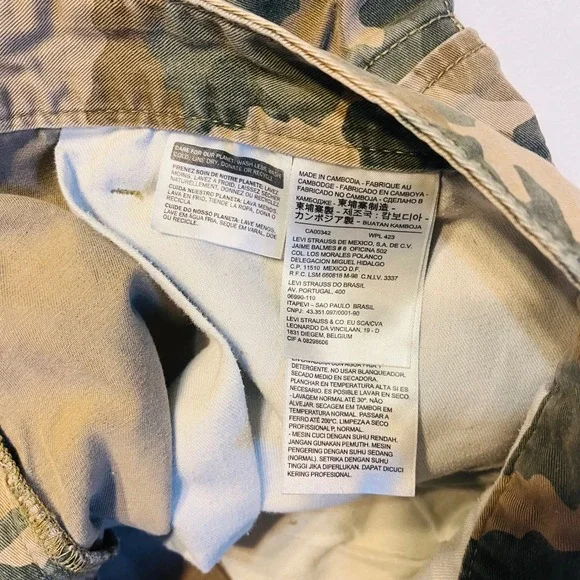 CARE FOR OUR PLANET: WASH LESS, WASH
COLD, LINE DRY, DONATE OR RECYCLE
PRENEZ SOIN DE NOTRE PLANÈTE: LAVEZ
MOINS, LAVEZ A FROID, LAISSEZ SÉCHER
NATURELLEMENT, DONNEZ OU RECYCLEZ
CUIDA NUESTRO PLANETA: LAVA MENOS,
LAVA EN FRIO, TIENDE LA ROPA, DONA O
RECICLA
CUIDE DO NOSSO PLANETA: LAVE MENOS,
LAVE EM ÁGUA FRIA, SEQUE EM VARAL, DOE
OU RECICLE
MADE IN CAMBODIA - FABRIQUÉ AU
CAMBODGE - FABRICADO EN CAMBOYA -
FABRICADO NO CAMBOJA - СДЕЛАНО В
КАМБОДЖЕ - 東埔寨制造 -
柬埔寨製造 - 제조국 : 캄보디아 -
カンボジア製 - BUATAN KAMBOJA
CA00342 WPL 423
LEVI STRAUSS DE MEXICO, S.A. DE C.V.
JAIME BALMES # 8 OFICINA 502
COL. LOS MORALES POLANCO
DELEGACION MIGUEL HIDALGO
C.P. 11510 MEXICO D.F.
R.F.C. LSM 660818 M-98 C.N.I.V. 3337
LEVI STRAUSS DO BRASIL
AV. PORTUGAL, 400
06990-110
ITAPEVI - SAO PAULO. BRASIL
CNPJ: 43.351.097/0001-90
LEVI STRAUSS & CO EU SCA/CVA
LEONARDO DA VINCILAAN, 19 - D
1831 DIEGEM, BELGIUM
CIF A 08298606
DETERGENTE, NO USAR BLANQUEADOR,
SECADO MEDIO EN SECADORA,
PLANCHAR EN TEMPERATURA ALTA SI ES
NECESARIO. ES POSIBLE LAVAR EN SECO
-LAVAGEM NORMAL ATÉ 30°. NÃO
ALVEJAR. SECAGEM EM TAMBOR EM
TEMPERATURA NORMAL. PASSAR A
FERRO ATÉ 200°C. LIMPEZA A SECO
PROFISSIONAL P, NORMAL
- MESIN CUCI DENGAN SUHU RENDAH.
JANGAN GUNAKAN PEMUTIH. MESIN
PENGERING DENGAN SUHU SEDANG
(NORMAL). SETRIKA DENGAN SUHU
TINGGI JIKA DIPERLUKAN. DAPAT DICUCI
KERING.